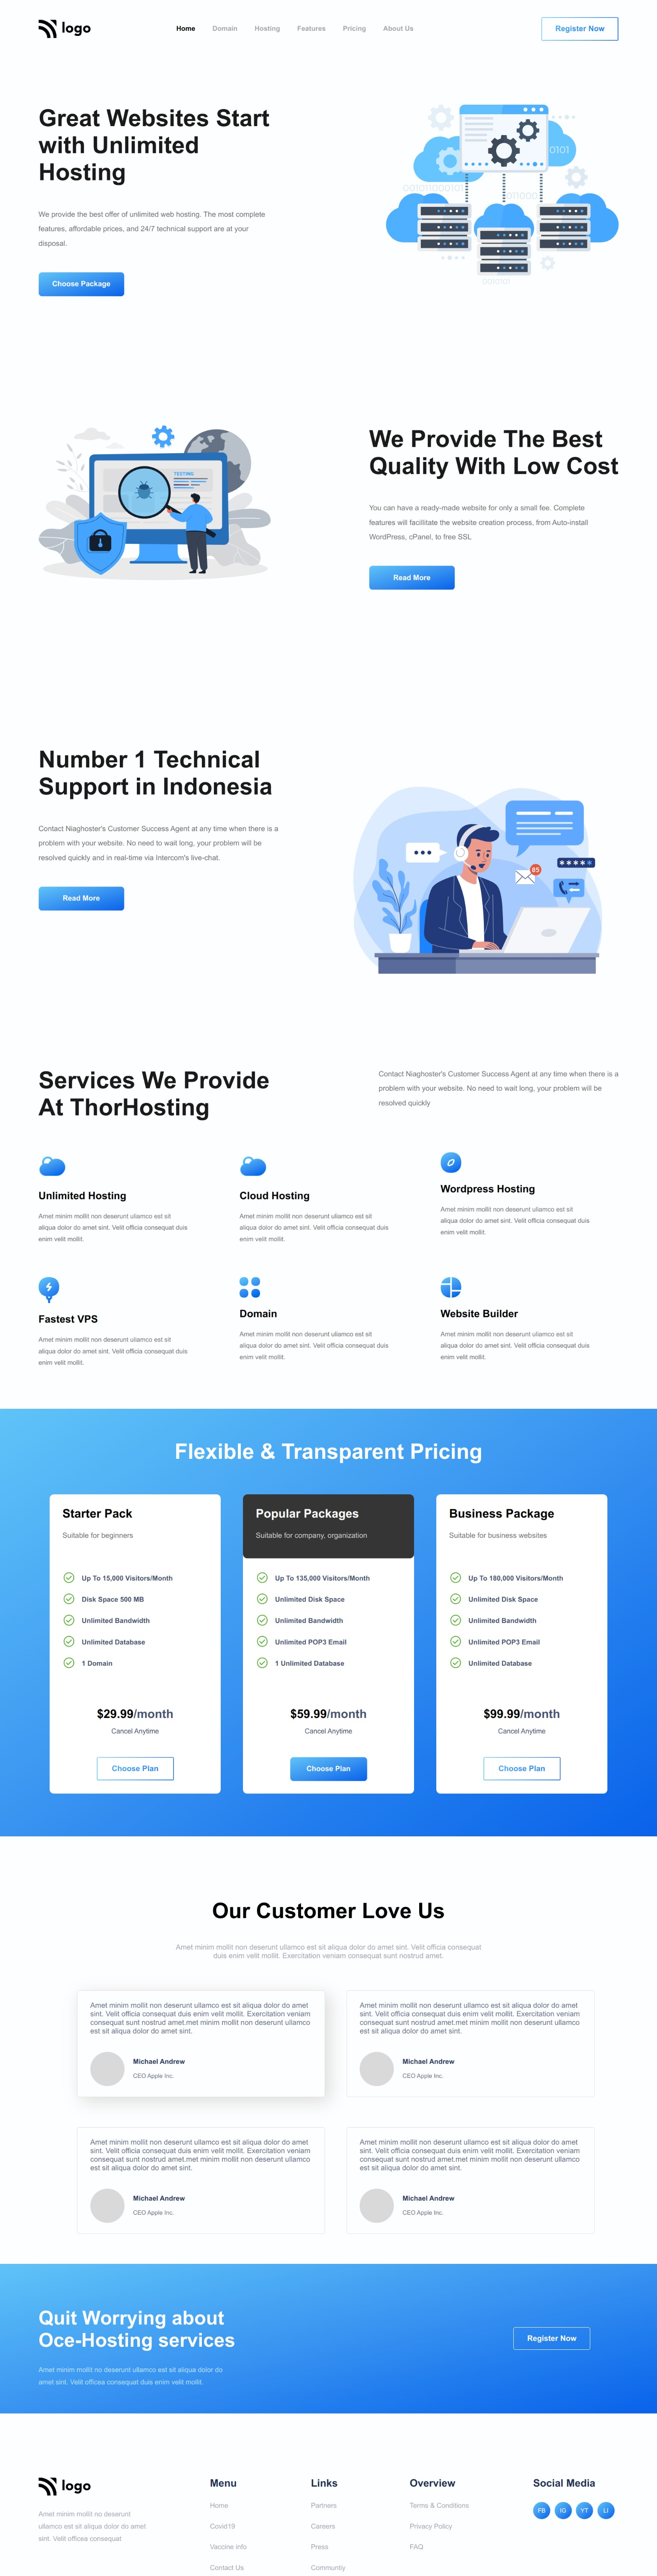 logo
Home Domain Hosting Features Pricing About Us
Register Now
Great Websites Start
with Unlimited
Hosting
We provide the best offer of unlimited web hosting. The most complete
features, affordable prices, and 24/7 technical support are at your
disposal.
Choose Package
0101
001011000101
0010101
TESTING
We Provide The Best
Quality With Low Cost
You can have a ready-made website for only a small fee. Complete
features will facillitate the website creation process, from Auto-install
WordPress, cPanel, to free SSL
Read More
Number 1 Technical
Support in Indonesia
Contact Niaghoster's Customer Success Agent at any time when there is a
problem with your website. No need to wait long, your problem will be
resolved quickly and in real-time via Intercom's live-chat.
Read More
85
*****
Services We Provide
At ThorHosting
Contact Niaghoster's Customer Success Agent at any time when there is a
problem with your website. No need to wait long, your problem will be
resolved quickly
Unlimited Hosting
Amet minim mollit non deserunt ullamco est sit
aliqua dolor do amet sint. Velit officia consequat duis
enim velit mollit.
Cloud Hosting
Amet minim mollit non deserunt ullamco est sit
aliqua dolor do amet sint. Velit officia consequat duis
enim velit mollit.
Wordpress Hosting
Amet minim mollit non deserunt ullamco est sit
aliqua dolor do amet sint. Velit officia consequat duis
enim velit mollit.
Fastest VPS
Amet minim mollit non deserunt ullamco est sit
aliqua dolor do amet sint. Velit officia consequat duis
enim velit mollit.
Domain
Amet minim mollit non deserunt ullamco est sit
aliqua dolor do amet sint. Velit officia consequat duis
enim velit mollit.
Website Builder
Amet minim mollit non deserunt ullamco est sit
aliqua dolor do amet sint. Velit officia consequat duis
enim velit mollit.
Flexible & Transparent Pricing
Starter Pack
Suitable for beginners
Up To 15,000 Visitors/Month
Disk Space 500 MB
Unlimited Bandwidth
Unlimited Database
1 Domain
$29.99/month
Cancel Anytime
Choose Plan
Popular Packages
Suitable for company, organization
Up To 135,000 Visitors/Month
Unlimited Disk Space
Unlimited Bandwidth
Unlimited POP3 Email
1 Unlimited Database
$59.99/month
Cancel Anytime
Choose Plan
Business Package
Suitable for business websites
Up To 180,000 Visitors/Month
Unlimited Disk Space
Unlimited Bandwidth
Unlimited POP3 Email
Unlimited Database
$99.99/month
Cancel Anytime
Choose Plan
Our Customer Love Us
Amet minim mollit non deserunt ullamco est sit aliqua dolor do amet sint. Velit officia consequat
duis enim velit mollit. Exercitation veniam consequat sunt nostrud amet.
Amet minim mollit non deserunt ullamco est sit aliqua dolor do amet
sint. Velit officia consequat duis enim velit mollit. Exercitation veniam
consequat sunt nostrud amet.met minim mollit non deserunt ullamco
est sit aliqua dolor do amet sint.
Michael Andrew
CEO Apple Inc.
Amet minim mollit non deserunt ullamco est sit aliqua dolor do amet
sint. Velit officia consequat duis enim velit mollit. Exercitation veniam
consequat sunt nostrud amet.met minim mollit non deserunt ullamco
est sit aliqua dolor do amet sint.
Michael Andrew
CEO Apple Inc.
Amet minim mollit non deserunt ullamco est sit aliqua dolor do amet
sint. Velit officia consequat duis enim velit mollit. Exercitation veniam
consequat sunt nostrud amet.met minim mollit non deserunt ullamco
est sit aliqua dolor do amet sint.
Michael Andrew
CEO Apple Inc.
Amet minim mollit non deserunt ullamco est sit aliqua dolor do amet
sint. Velit officia consequat duis enim velit mollit. Exercitation veniam
consequat sunt nostrud amet.met minim mollit non deserunt ullamco
est sit aliqua dolor do amet sint.
Michael Andrew
CEO Apple Inc.
Quit Worrying about
Oce-Hosting services
Amet minim mollit no deserunt ullamco est sit aliqua dolor do
amet sint. Velit officea consequat duis enim velit mollit.
Register Now
logo
Amet minim mollit no deserunt
ullamco est sit aliqua dolor do amet
sint. Velit officea consequat
Menu
Home
Covid19
Vaccine info
Contact Us
Links
Partners
Careers
Press
Communtiy
Overview
Terms & Conditions
Privacy Policy
FAQ
Social Media
FB IG YT LI